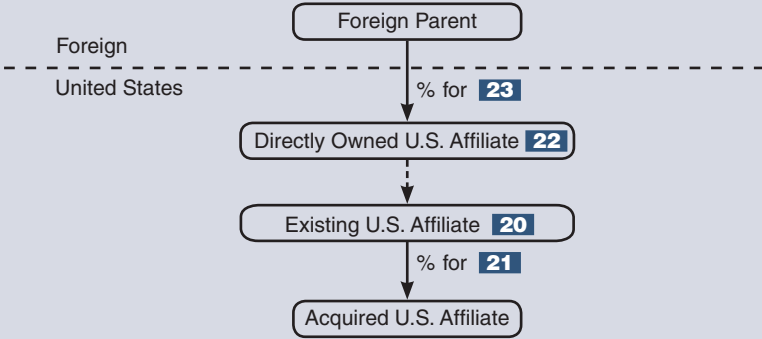 Foreign Parent
Foreign
United States
% for 23
Directly Owned U.S. Affiliate 22
Existing U.S. Affiliate 20
% for 21
Acquired U.S. Affiliate